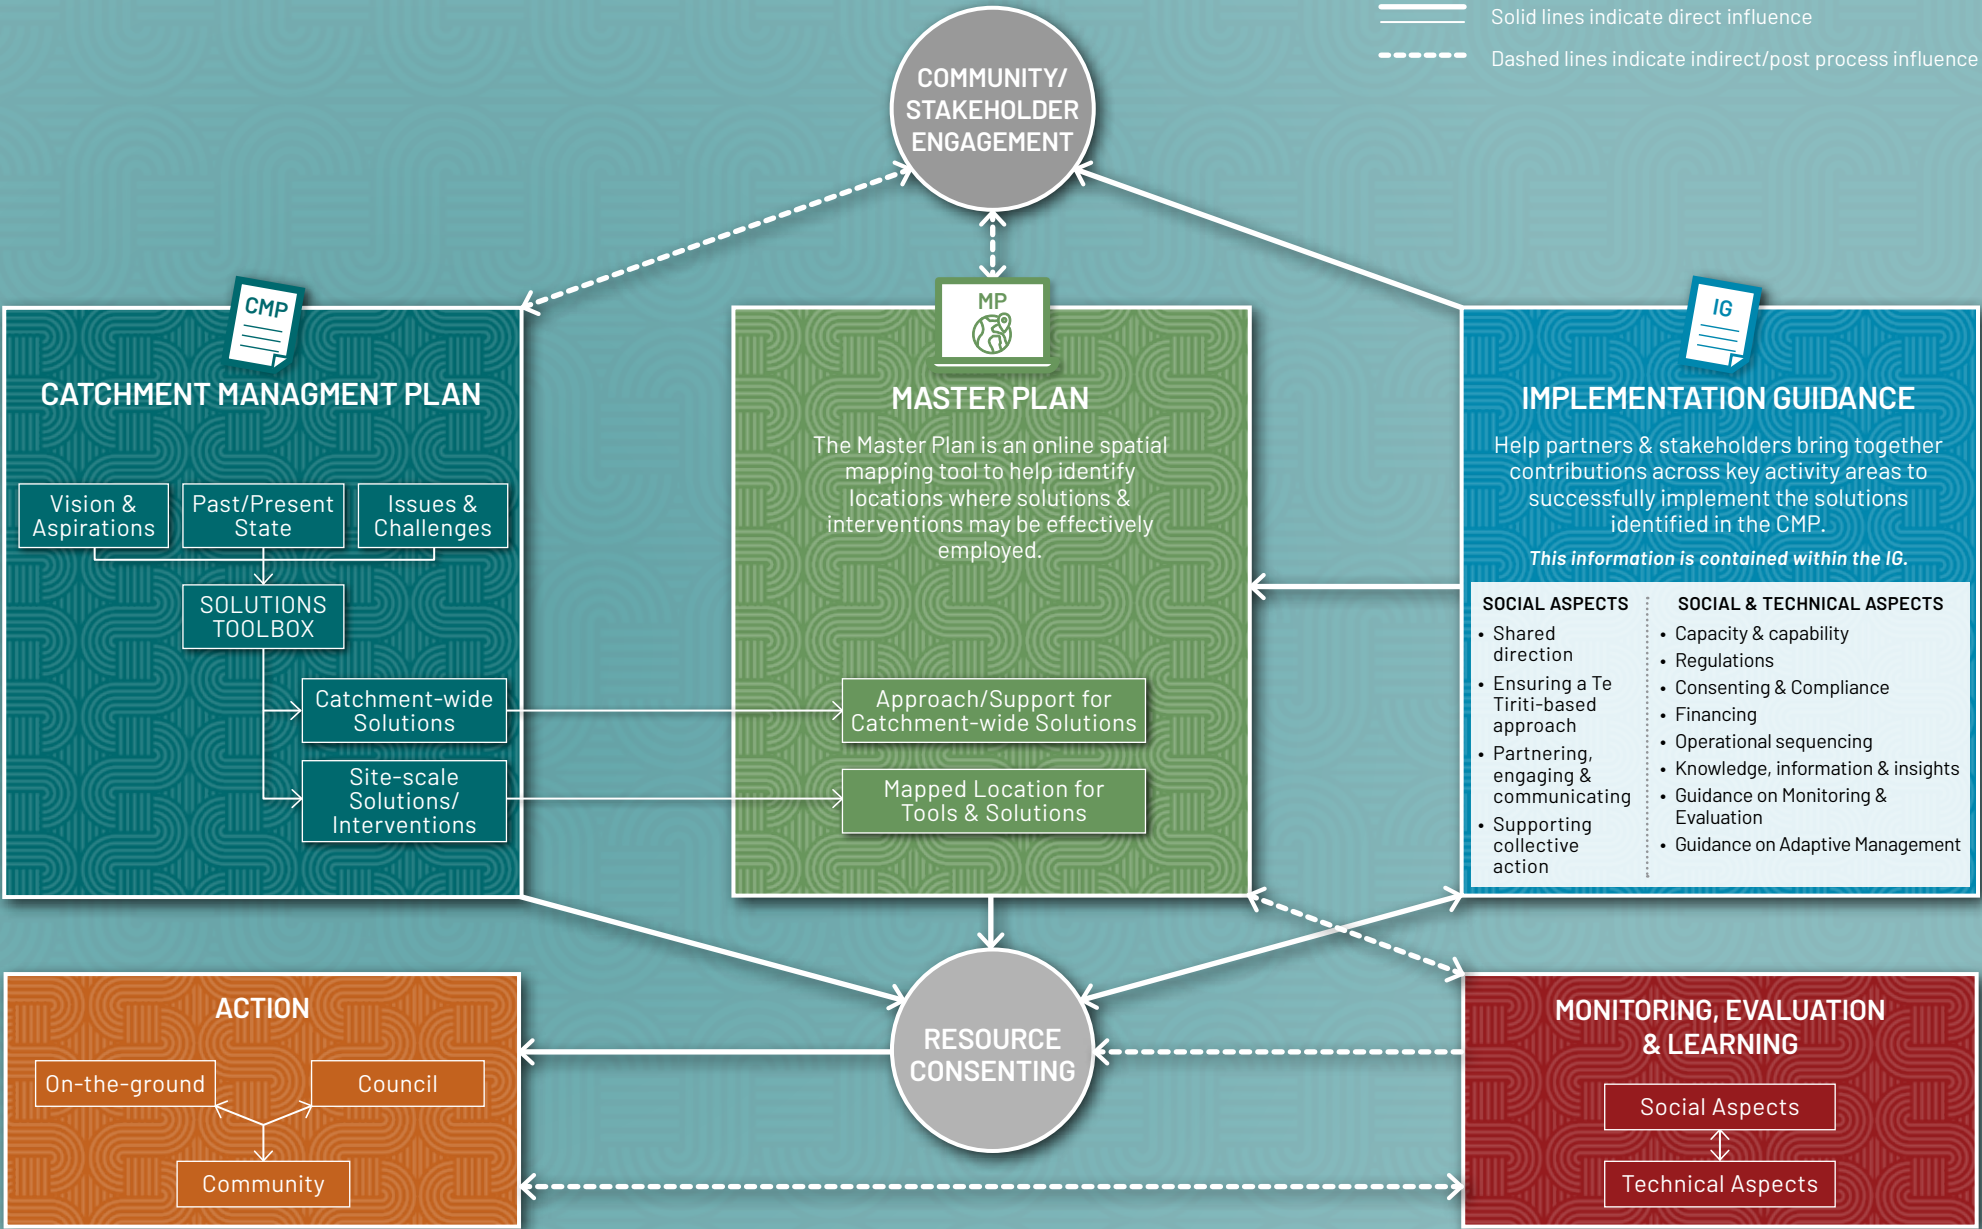 Solid lines indicate direct influence
Dashed lines indicate indirect/post process influence
COMMUNITY/
STAKEHOLDER
ENGAGEMENT
CMP
CATCHMENT MANAGMENT PLAN
Vision &
Aspirations
Past/Present
State
Issues &
Challenges
SOLUTIONS
TOOLBOX
Catchment-wide
Solutions
Site-scale
Solutions/
Interventions
MP
MASTER PLAN
The Master Plan is an online spatial
mapping tool to help identify
locations where solutions &
interventions may be effectively
employed.
Approach/Support for
Catchment-wide Solutions
Mapped Location for
Tools & Solutions
IG
IMPLEMENTATION GUIDANCE
Help partners & stakeholders bring together
contributions across key activity areas to
successfully implement the solutions
identified in the CMP.
This information is contained within the IG.
SOCIAL ASPECTS
• Shared
direction
• Ensuring a Te
Tiriti-based
approach
• Partnering,
engaging &
communicating
• Supporting
collective
action
SOCIAL & TECHNICAL ASPECTS
• Capacity & capability
• Regulations
• Consenting & Compliance
• Financing
• Operational sequencing
• Knowledge, information & insights
• Guidance on Monitoring &
Evaluation
• Guidance on Adaptive Management
ACTION
On-the-ground
Council
Community
RESOURCE
CONSENTING
MONITORING, EVALUATION
& LEARNING
Social Aspects
Technical Aspects